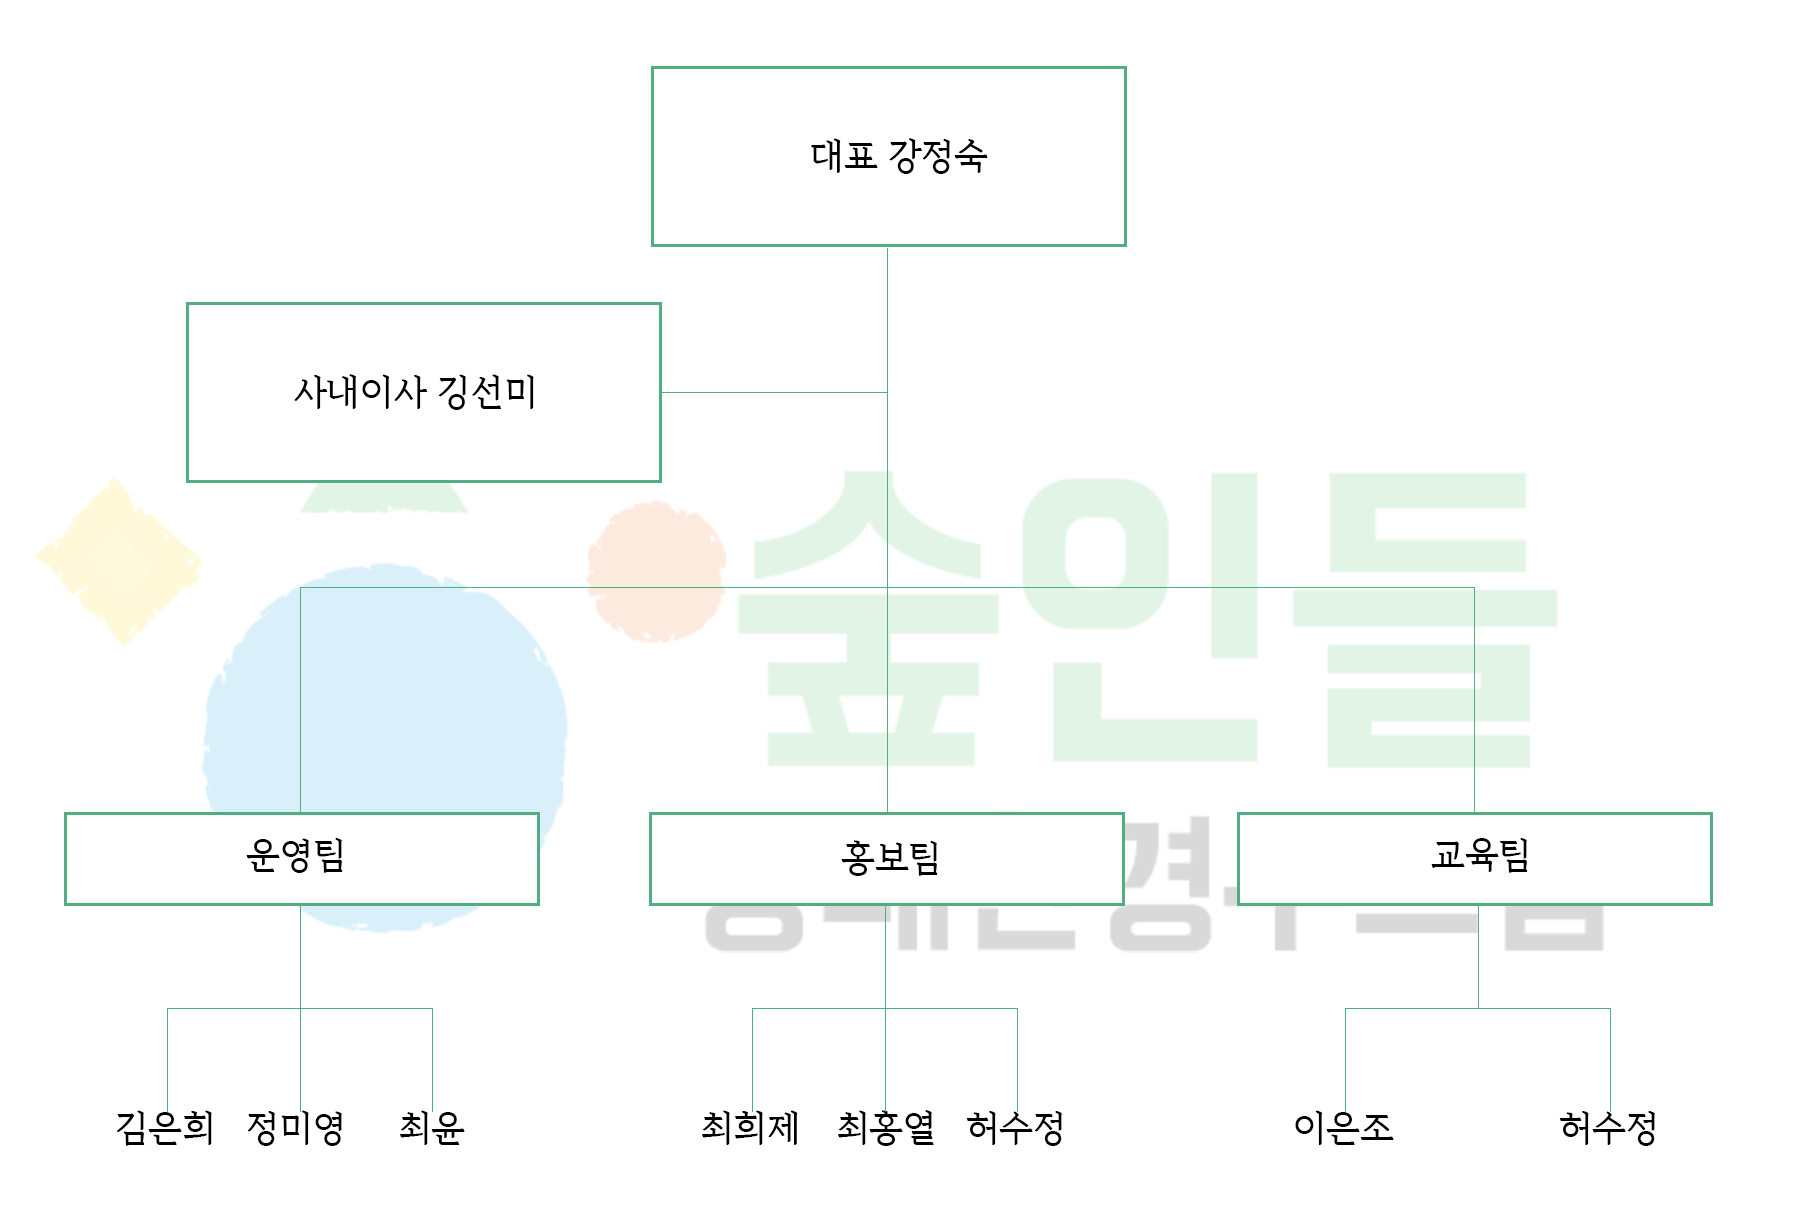 대표 강정숙
사내이사 깅선미
숲인들
운영팀
홍보팀
교육팀
김은희 정미영 최윤
최희제 최홍열 허수정
이은조 허수정